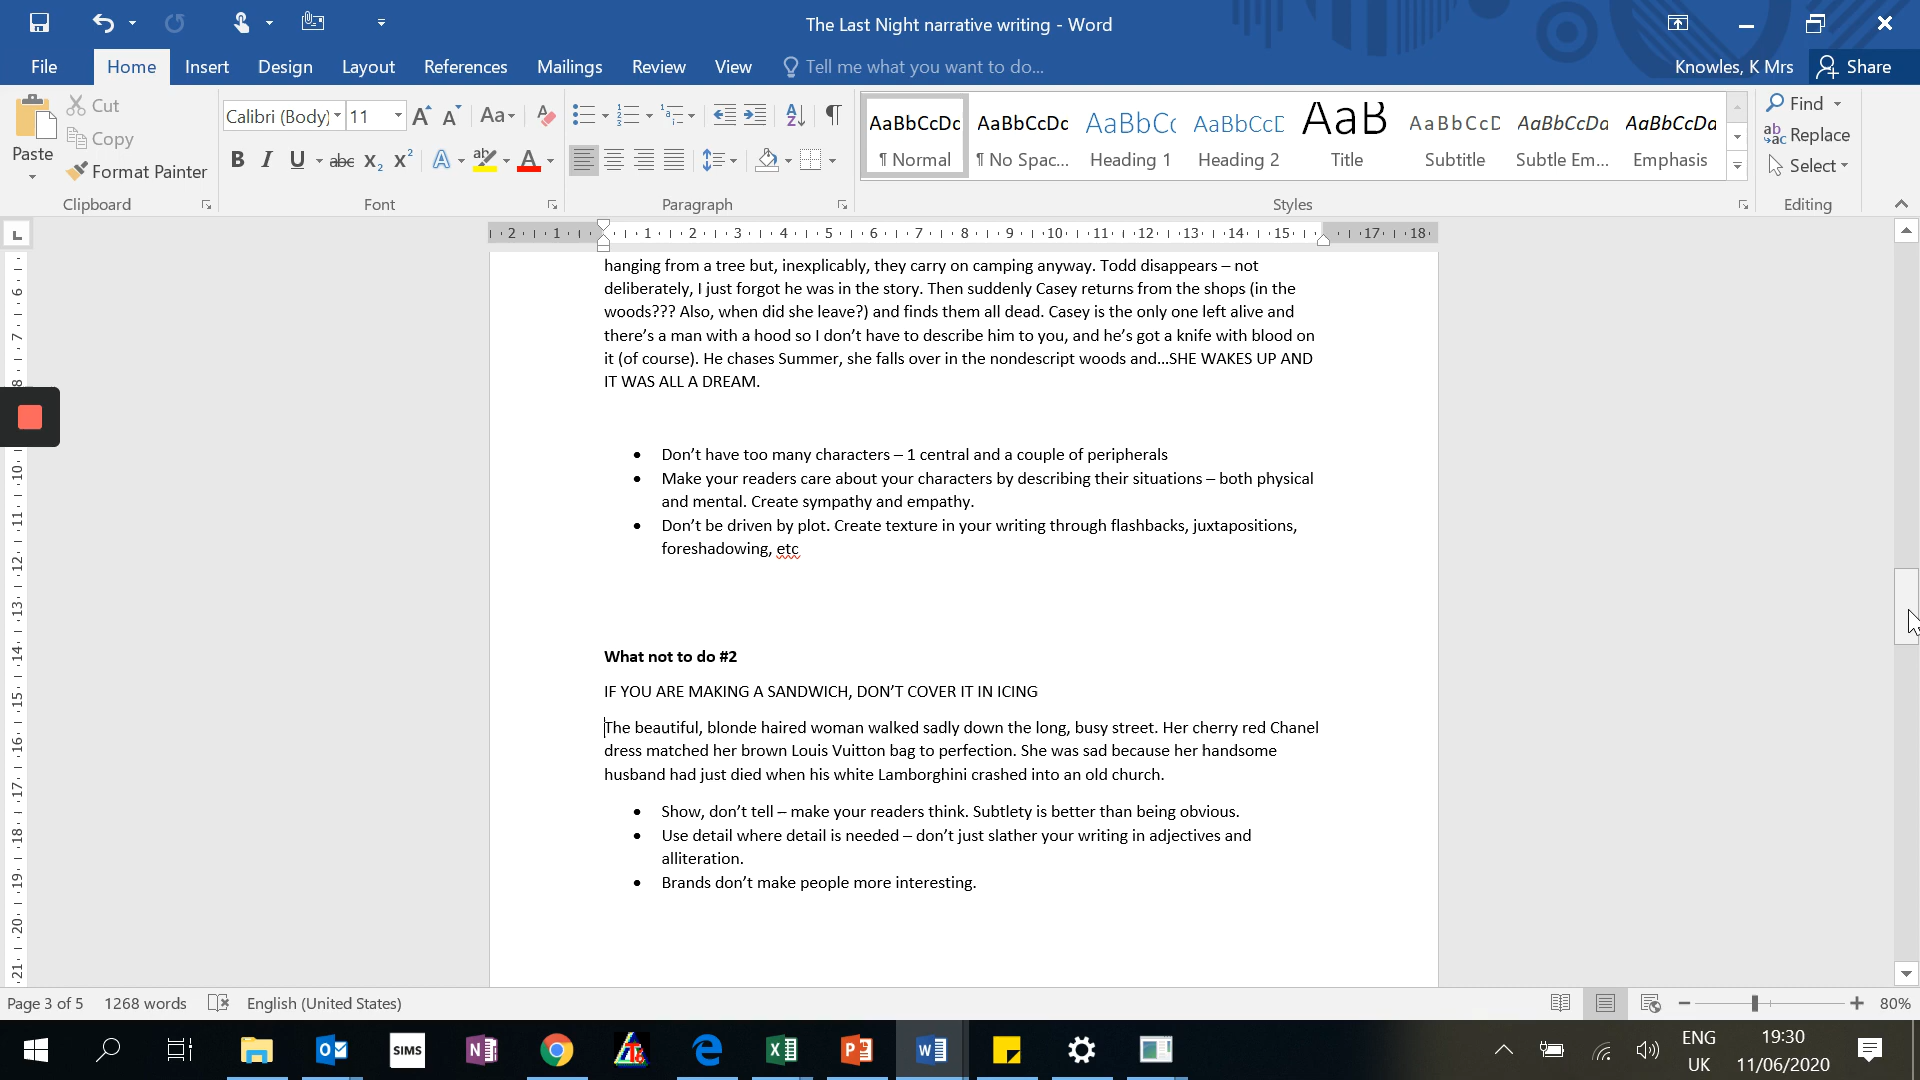 The Last Night narrative writing - Word
File Home Insert Design Layout References Mailings Review View Tell me what you want to do... Knowles, K Mrs Share
Paste
Cut
Copy
Format Painter
Clipboard
Calibri (Body) 11
Font
Paragraph
AaBbCcDc AaBbCcDc AaBbCc AaBbCcD AaB AaBbCcD AaBbCcDd AaBbCcDd
¶ Normal ¶ No Spac... Heading 1 Heading 2 Title Subtitle Subtle Em... Emphasis
Styles
Find
Replace
Select
Editing
hanging from a tree but, inexplicably, they carry on camping anyway. Todd disappears – not
deliberately, I just forgot he was in the story. Then suddenly Casey returns from the shops (in the
woods??? Also, when did she leave?) and finds them all dead. Casey is the only one left alive and
there’s a man with a hood so I don’t have to describe him to you, and he’s got a knife with blood on
it (of course). He chases Summer, she falls over in the nondescript woods and...SHE WAKES UP AND
IT WAS ALL A DREAM.
• Don’t have too many characters – 1 central and a couple of peripherals
• Make your readers care about your characters by describing their situations – both physical
and mental. Create sympathy and empathy.
• Don’t be driven by plot. Create texture in your writing through flashbacks, juxtapositions,
foreshadowing, etc
What not to do #2
IF YOU ARE MAKING A SANDWICH, DON’T COVER IT IN ICING
The beautiful, blonde haired woman walked sadly down the long, busy street. Her cherry red Chanel
dress matched her brown Louis Vuitton bag to perfection. She was sad because her handsome
husband had just died when his white Lamborghini crashed into an old church.
• Show, don’t tell – make your readers think. Subtlety is better than being obvious.
• Use detail where detail is needed – don’t just slather your writing in adjectives and
alliteration.
• Brands don’t make people more interesting.
Page 3 of 5 1268 words English (United States) 80%
SIMS
ENG
UK
19:30
11/06/2020